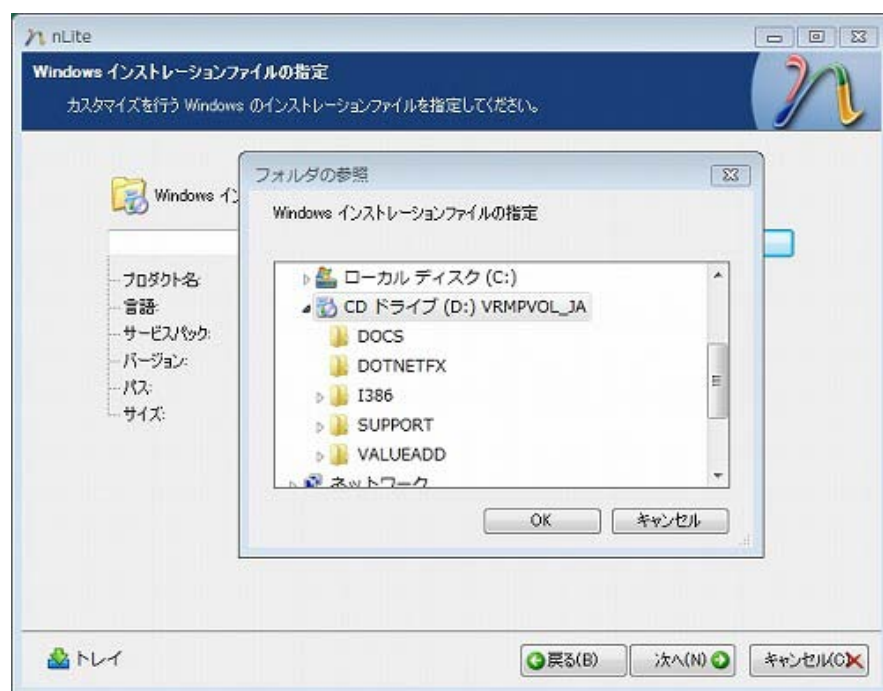 nLite
Windows インストレーションファイルの指定
カスタマイズを行う Windows のインストレーションファイルを指定してください。
Windows イン
フォルダの参照
Windows インストレーションファイルの指定
プロダクト名:
言語:
サービスパック:
バージョン:
パス:
サイズ:
ローカル ディスク (C:)
CD ドライブ (D:) VRMPVOL_JA
DOCS
DOTNETFX
I386
SUPPORT
VALUEADD
ネットワーク
OK
キャンセル
トレイ
戻る(B)
次へ(N)
キャンセル(C)